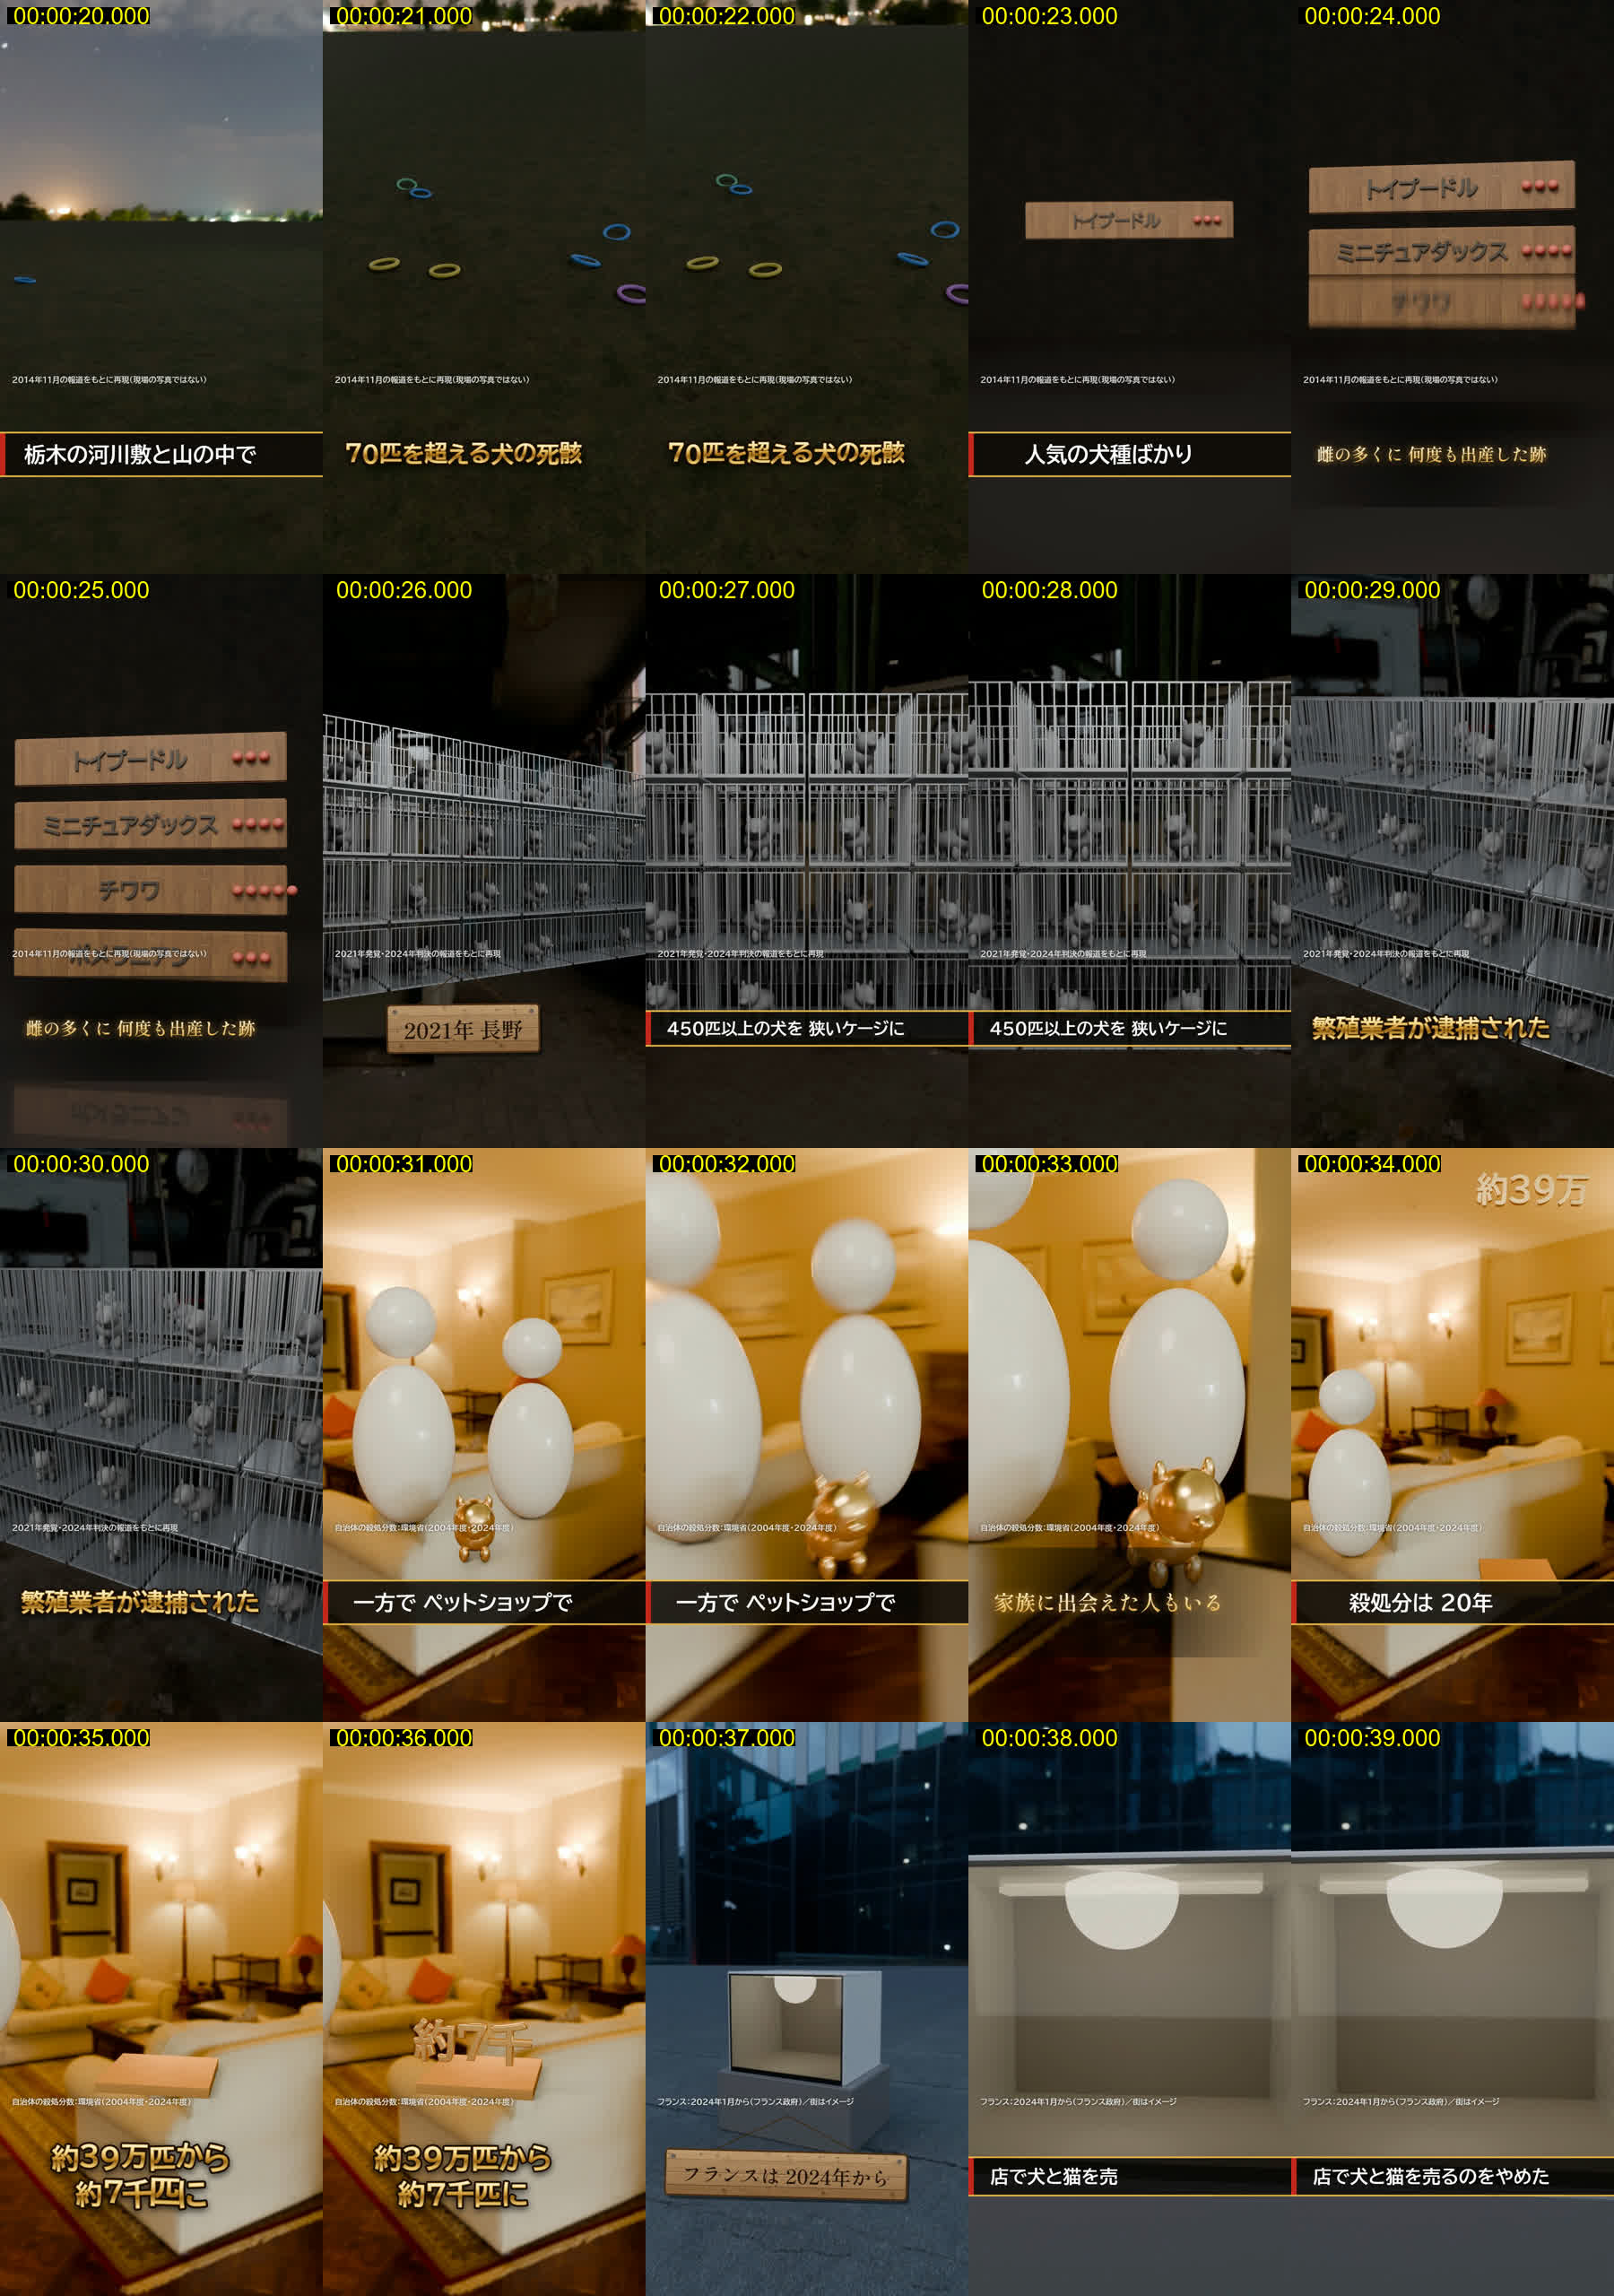 00:00:20.000
2014年11月の報道をもとに再現(現場の写真ではない)
栃木の河川敷と山の中で
00:00:21.000
2014年11月の報道をもとに再現(現場の写真ではない)
70匹を超える犬の死骸
00:00:22.000
2014年11月の報道をもとに再現(現場の写真ではない)
70匹を超える犬の死骸
00:00:23.000
トイプードル
2014年11月の報道をもとに再現(現場の写真ではない)
人気の犬種ばかり
00:00:24.000
トイプードル
ミニチュアダックス
チワワ
2014年11月の報道をもとに再現(現場の写真ではない)
雌の多くに 何度も出産した跡
00:00:25.000
トイプードル
ミニチュアダックス
チワワ
ポメラニアン
2014年11月の報道をもとに再現(現場の写真ではない)
雌の多くに 何度も出産した跡
00:00:26.000
2021年発覚・2024年判決の報道をもとに再現
2021年 長野
00:00:27.000
2021年発覚・2024年判決の報道をもとに再現
450匹以上の犬を 狭いケージに
00:00:28.000
2021年発覚・2024年判決の報道をもとに再現
450匹以上の犬を 狭いケージに
00:00:29.000
2021年発覚・2024年判決の報道をもとに再現
繁殖業者が逮捕された
00:00:30.000
2021年発覚・2024年判決の報道をもとに再現
繁殖業者が逮捕された
00:00:31.000
自治体の殺処分数:環境省(2004年度・2024年度)
一方で ペットショップで
00:00:32.000
自治体の殺処分数:環境省(2004年度・2024年度)
一方で ペットショップで
00:00:33.000
自治体の殺処分数:環境省(2004年度・2024年度)
家族に出会えた人もいる
00:00:34.000
約39万
自治体の殺処分数:環境省(2004年度・2024年度)
殺処分は 20年
00:00:35.000
自治体の殺処分数:環境省(2004年度・2024年度)
約39万匹から
約7千匹に
00:00:36.000
約7千
自治体の殺処分数:環境省(2004年度・2024年度)
約39万匹から
約7千匹に
00:00:37.000
フランス:2024年1月から(フランス政府)/街はイメージ
フランスは 2024年から
00:00:38.000
フランス:2024年1月から(フランス政府)/街はイメージ
店で犬と猫を売
00:00:39.000
フランス:2024年1月から(フランス政府)/街はイメージ
店で犬と猫を売るのをやめた